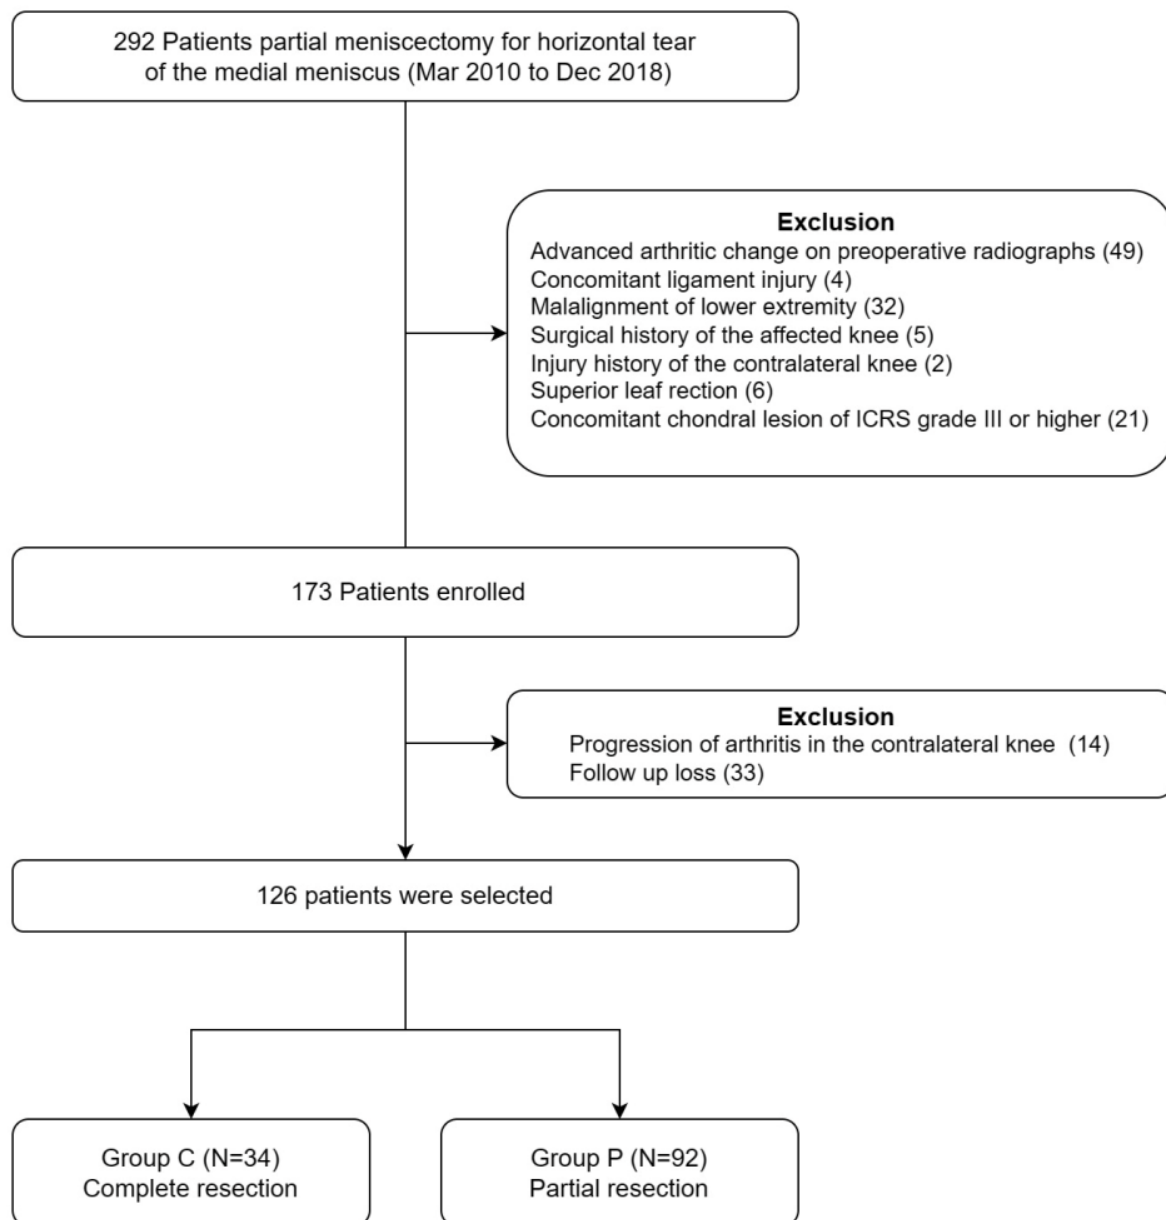 292 Patients partial meniscectomy for horizontal tear
of the medial meniscus (Mar 2010 to Dec 2018)
Exclusion
Advanced arthritic change on preoperative radiographs (49)
Concomitant ligament injury (4)
Malalignment of lower extremity (32)
Surgical history of the affected knee (5)
Injury history of the contralateral knee (2)
Superior leaf rection (6)
Concomitant chondral lesion of ICRS grade III or higher (21)
173 Patients enrolled
Exclusion
Progression of arthritis in the contralateral knee (14)
Follow up loss (33)
126 patients were selected
Group C (N=34)
Complete resection
Group P (N=92)
Partial resection